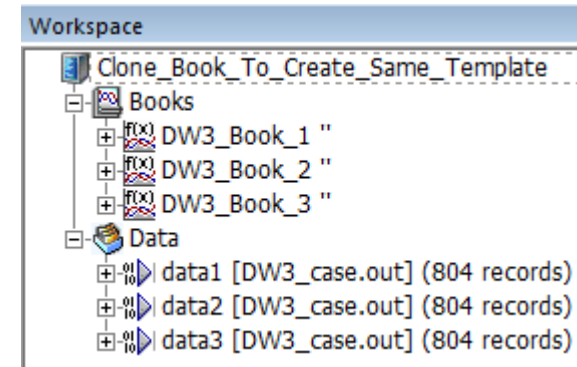 Workspace
Clone_Book_To_Create_Same_Template
Books
f(x) DW3_Book_1 "
f(x) DW3_Book_2 "
f(x) DW3_Book_3 "
Data
data1 [DW3_case.out] (804 records)
data2 [DW3_case.out] (804 records)
data3 [DW3_case.out] (804 records)